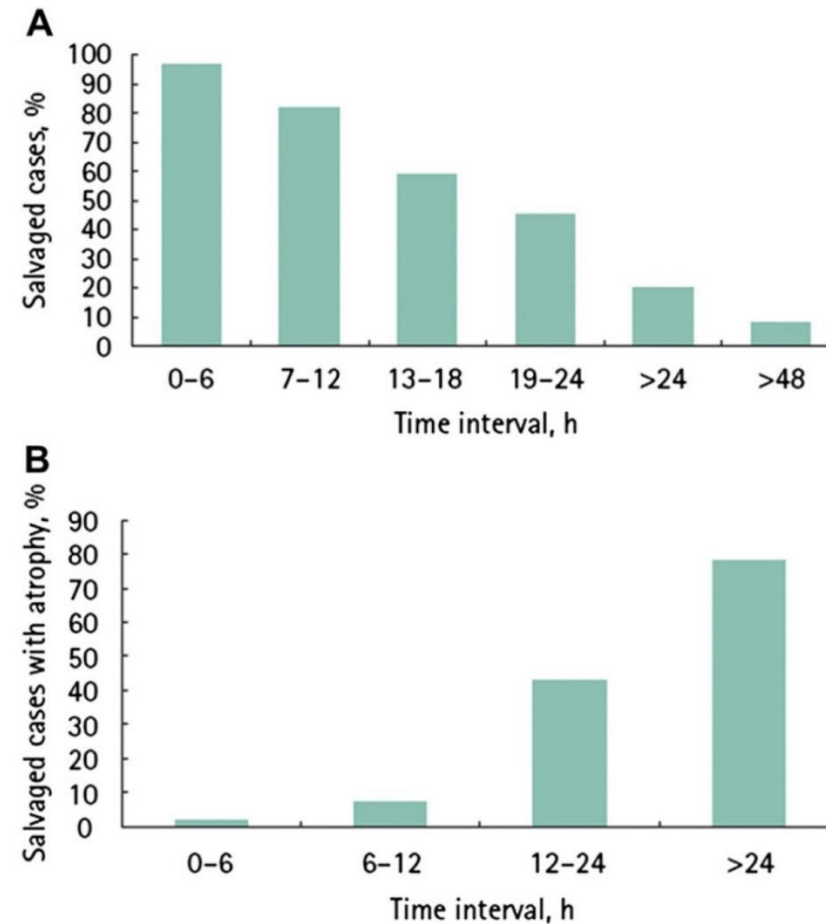 A
Salvaged cases, %
100
90
80
70
60
50
40
30
20
10
0
0–6 7–12 13–18 19–24 >24 >48
Time interval, h
B
Salvaged cases with atrophy, %
90
80
70
60
50
40
30
20
10
0
0–6 6–12 12–24 >24
Time interval, h